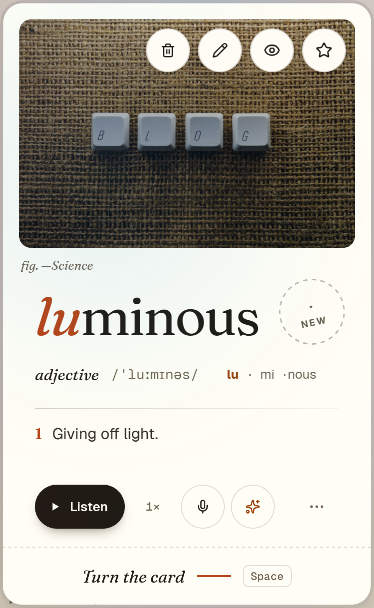 B L O G
fig. —Science
luminous
NEW
adjective /ˈluːmɪnəs/ lu · mi ·nous
1 Giving off light.
Listen 1×
Turn the card Space